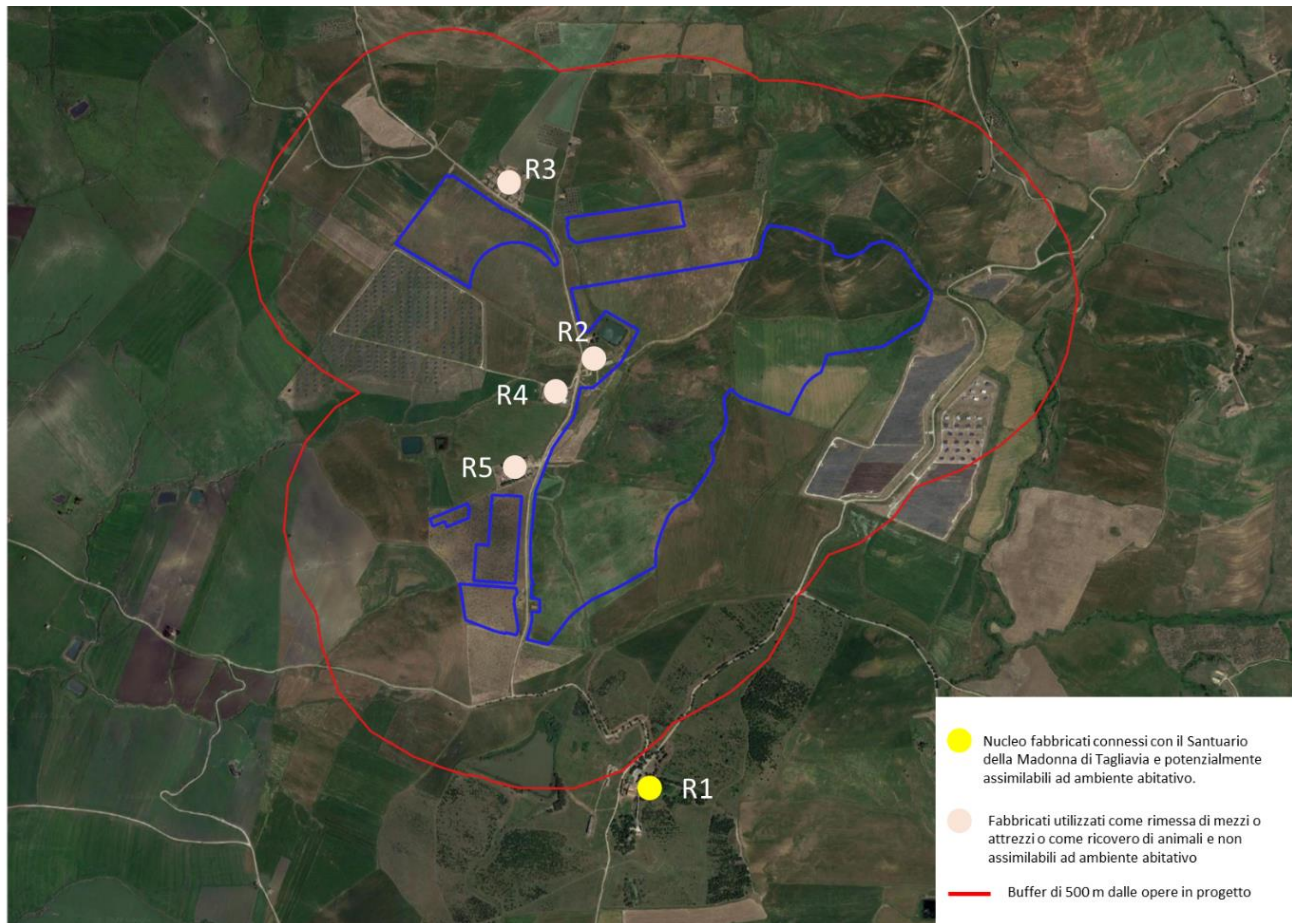 R3
R2
R4
R5
R1
Nucleo fabbricati connessi con il Santuario
della Madonna di Tagliavia e potenzialmente
assimilabili ad ambiente abitativo.
Fabbricati utilizzati come rimessa di mezzi o
attrezzi o come ricovero di animali e non
assimilabili ad ambiente abitativo
Buffer di 500 m dalle opere in progetto